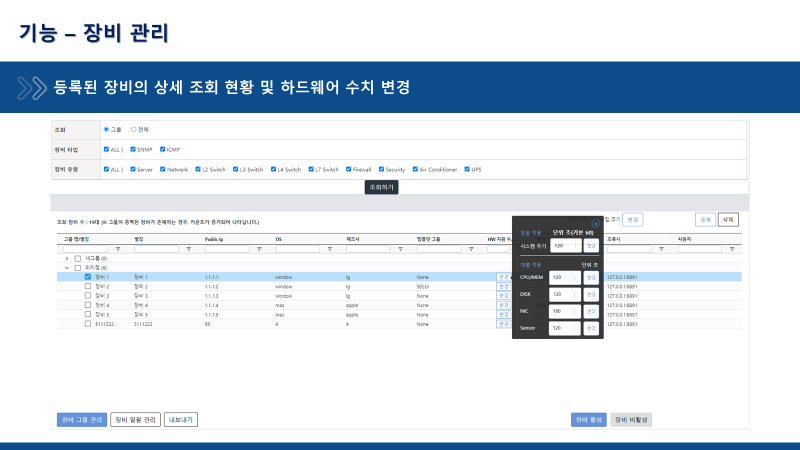 기능 – 장비 관리
등록된 장비의 상세 조회 현황 및 하드웨어 수치 변경
조회 그룹 전체
장비 타입 ALL | SNMP ICMP
장비 유형 ALL | Server Network L2 Switch L3 Switch L4 Switch L7 Switch Firewall Security Air Conditioner UPS
조회하기
조회 장비 수 : 19대 (※ 그룹이 중복된 장비가 존재하는 경우, 카운트가 증가되어 나타납니다.) 주기 변경 등록 삭제
그룹 명/별칭 별칭 Public Ip OS 제조사 템플릿 그룹 HW 자원 수 프록시 사용자
새그룹 (0)
미지정 (6)
장비 1 장비 1 1.1.1.1 window lg None 변경 127.0.0.1:8891
장비 2 장비 2 1.1.1.2 window lg SECUI 변경 127.0.0.1:8891
장비 3 장비 3 1.1.1.3 window lg None 변경 127.0.0.1:8891
장비 4 장비 4 1.1.1.4 mac apple None 변경 127.0.0.1:8891
장비 5 장비 5 1.1.1.5 mac apple None 변경 127.0.0.1:8891
5111222 5111222 56 4 4 None 변경 127.0.0.1:8891
일괄 적용 단위 초(기본 60)
시스템 주기 120 변경
개별 적용 단위 초
CPU/MEM 120 변경
DISK 120 변경
NIC 100 변경
Sensor 120 변경
장비 그룹 관리 장비 일괄 관리 내보내기 장비 활성 장비 비활성